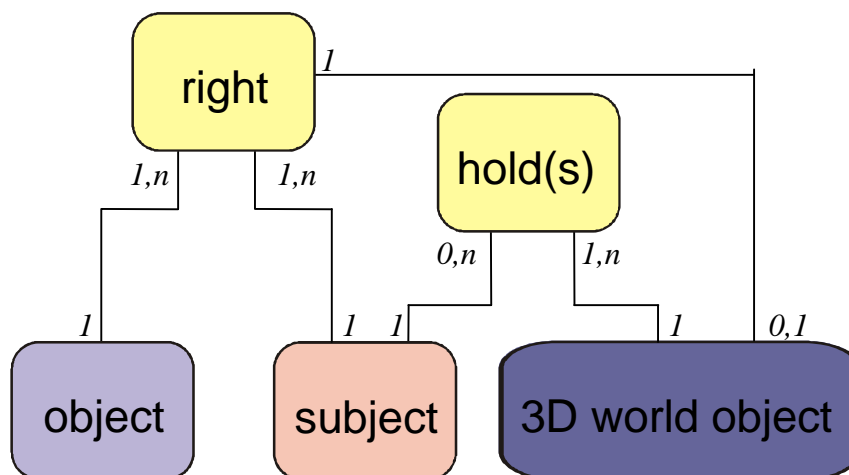 1
right
hold(s)
1,n
1,n
0,n
1,n
1
1
1
1
0,1
object
subject
3D world object